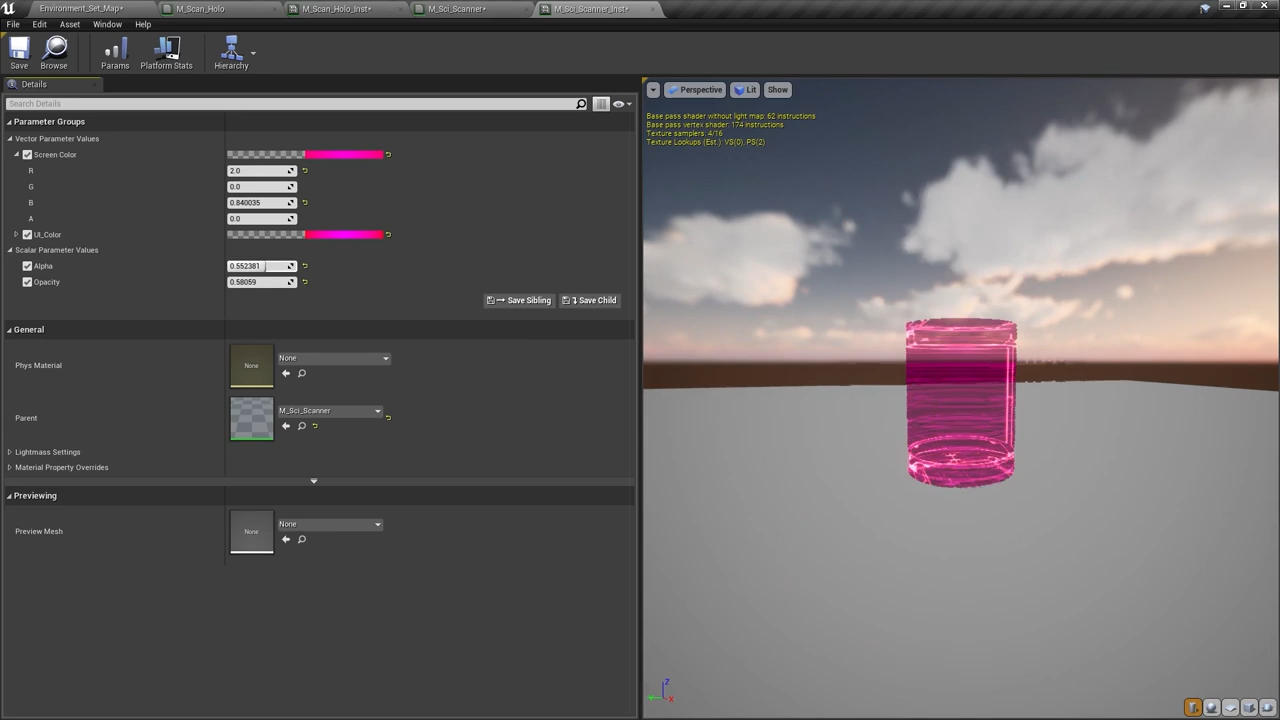 Environment_Set_Map*
M_Scan_Holo
M_Scan_Holo_Inst*
M_Sci_Scanner*
M_Sci_Scanner_Inst*
File Edit Asset Window Help
Save Browse Params Platform Stats Hierarchy
Details
Search Details
Perspective Lit Show
Base pass shader without light map: 62 instructions
Base pass vertex shader: 174 instructions
Texture samplers: 4/16
Texture Lookups (Est.): VS(0), PS(2)
Parameter Groups
Vector Parameter Values
Screen Color
R 2.0
G 0.0
B 0.840035
A 0.0
UI_Color
Scalar Parameter Values
Alpha 0.552381
Opacity 0.58059
Save Sibling Save Child
General
Phys Material None None
Parent M_Sci_Scanner
Lightmass Settings
Material Property Overrides
Previewing
Preview Mesh None None
Z
Y X